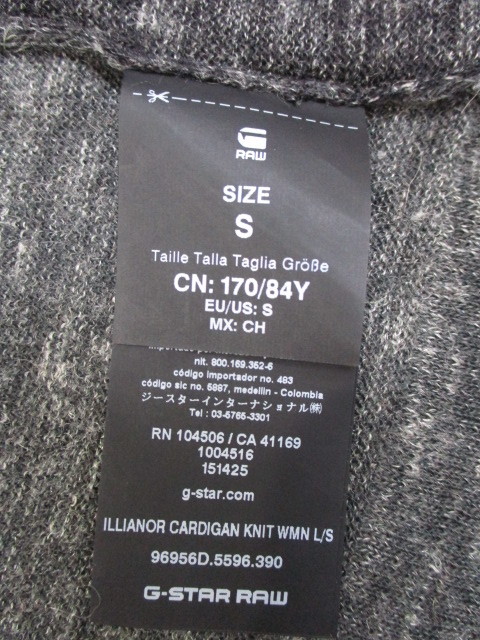 RAW
SIZE
S
Taille Talla Taglia Größe
CN: 170/84Y
EU/US: S
MX: CH
nit. 800.169.352-6
código importador no. 483
código sic no. 5887, medellin - Colombia
ジースターインターナショナル㈱
Tel : 03-5765-3301
RN 104506 / CA 41169
1004516
151425
g-star.com
ILLIANOR CARDIGAN KNIT WMN L/S
96956D.5596.390
G-STAR RAW